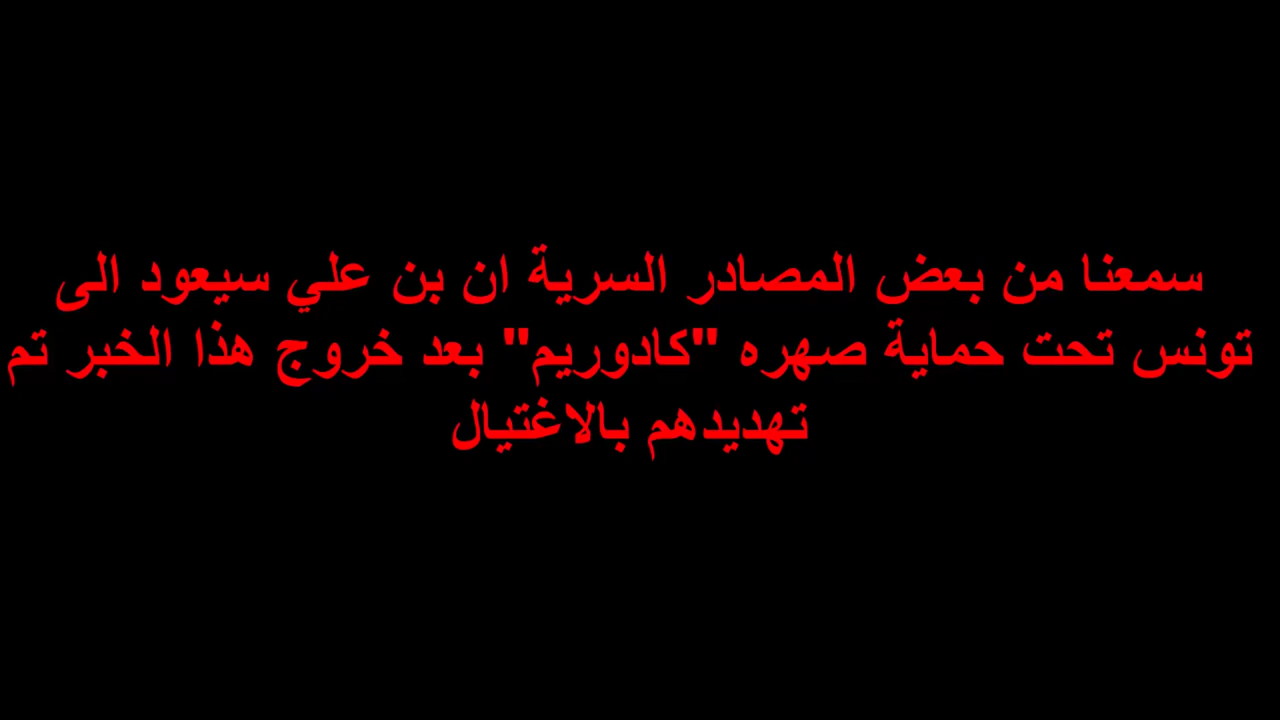 سمعنا من بعض المصادر السرية ان بن علي سيعود الى
تونس تحت حماية صهره "كادوريم" بعد خروج هذا الخبر تم
تهديدهم بالاغتيال